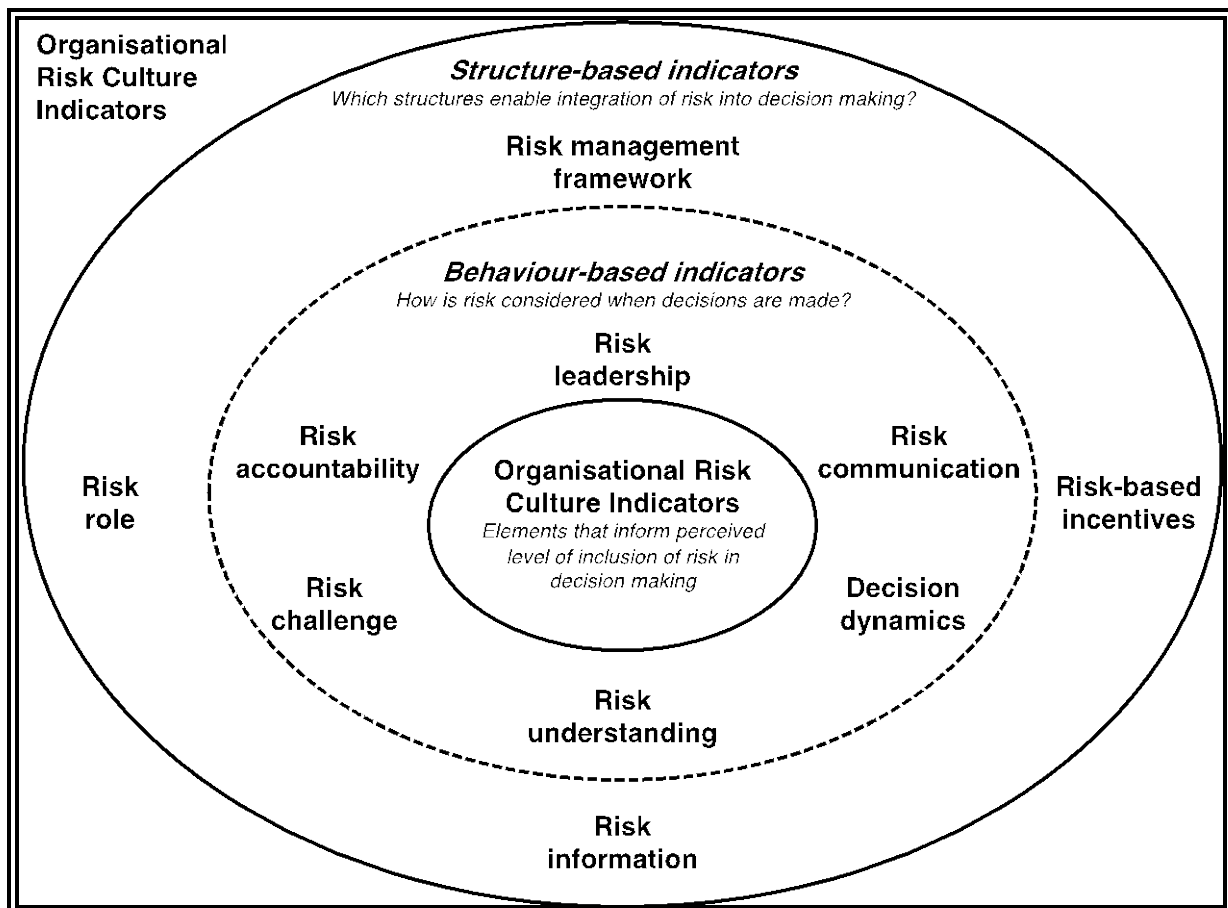 Organisational
Risk Culture
Indicators
Structure-based indicators
Which structures enable integration of risk into decision making?
Risk management
framework
Behaviour-based indicators
How is risk considered when decisions are made?
Risk
leadership
Risk
accountability
Risk
communication
Risk
role
Organisational Risk
Culture Indicators
Elements that inform perceived
level of inclusion of risk in
decision making
Risk-based
incentives
Risk
challenge
Decision
dynamics
Risk
understanding
Risk
information